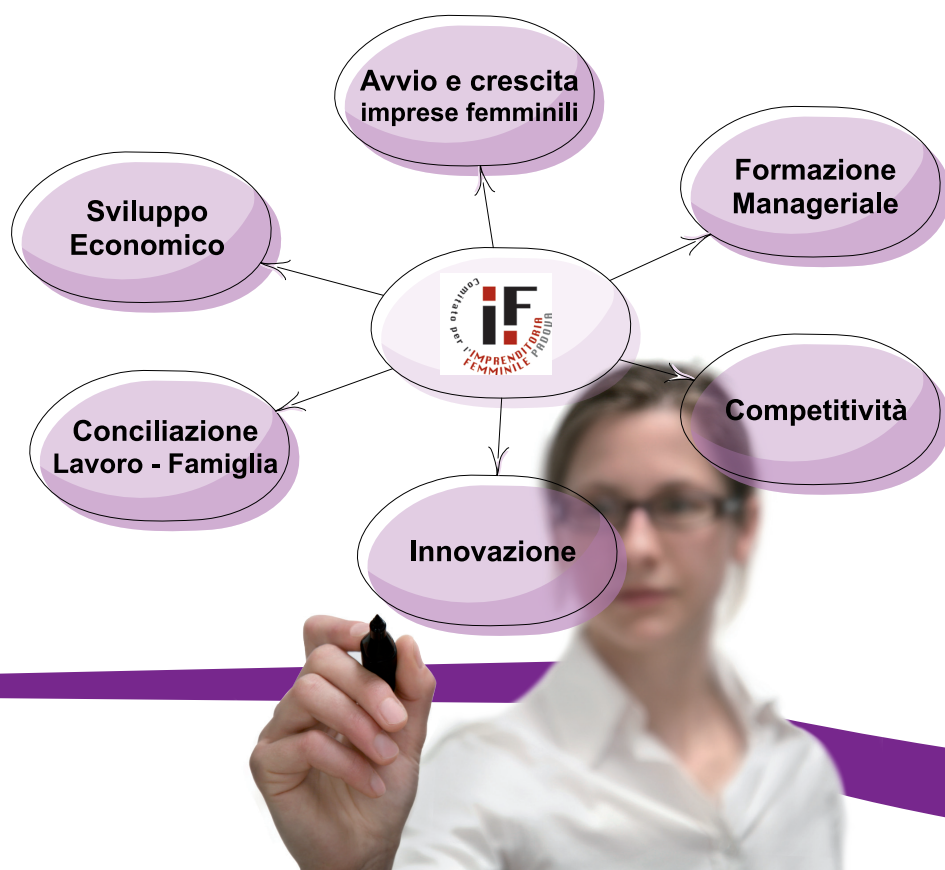 Avvio e crescita
imprese femminili
Formazione
Manageriale
Sviluppo
Economico
iF
Comitato per l'IMPRENDITORIA
FEMMINILE PADOVA
Competitività
Conciliazione
Lavoro - Famiglia
Innovazione